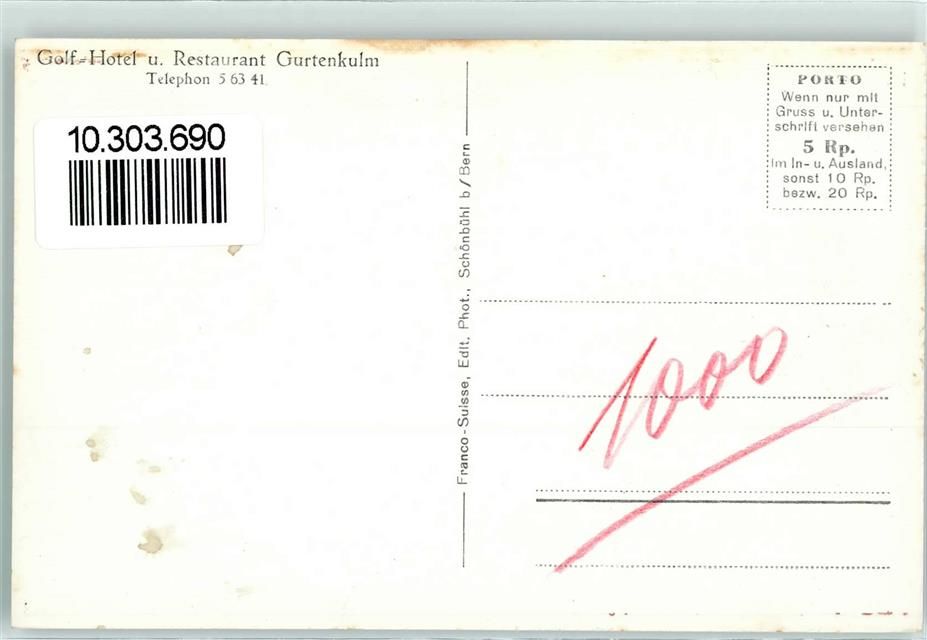 Golf-Hotel u. Restaurant Gurtenkulm
Telephon 5 63 41.
10.303.690
Franco-Suisse, Edit. Phot., Schönbühl b/Bern
PORTO
Wenn nur mit
Gruss u. Unter-
schrift versehen
5 Rp.
im In- u. Ausland,
sonst 10 Rp.
bezw. 20 Rp.
1000